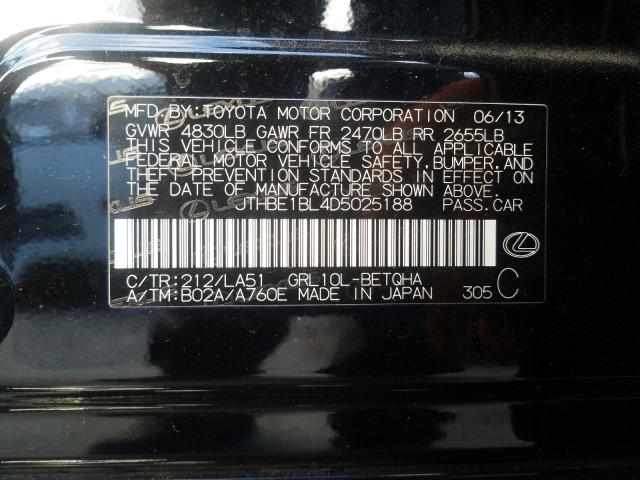 MFD. BY: TOYOTA MOTOR CORPORATION 06/13
GVWR 4830LB GAWR FR 2470LB RR 2655LB
THIS VEHICLE CONFORMS TO ALL APPLICABLE
FEDERAL MOTOR VEHICLE SAFETY, BUMPER, AND
THEFT PREVENTION STANDARDS IN EFFECT ON
THE DATE OF MANUFACTURE SHOWN ABOVE.
JTHBE1BL4D5025188 PASS. CAR
C/TR: 212/LA51 GRL10L-BETQHA
A/TM: B02A/A760E MADE IN JAPAN 305 C